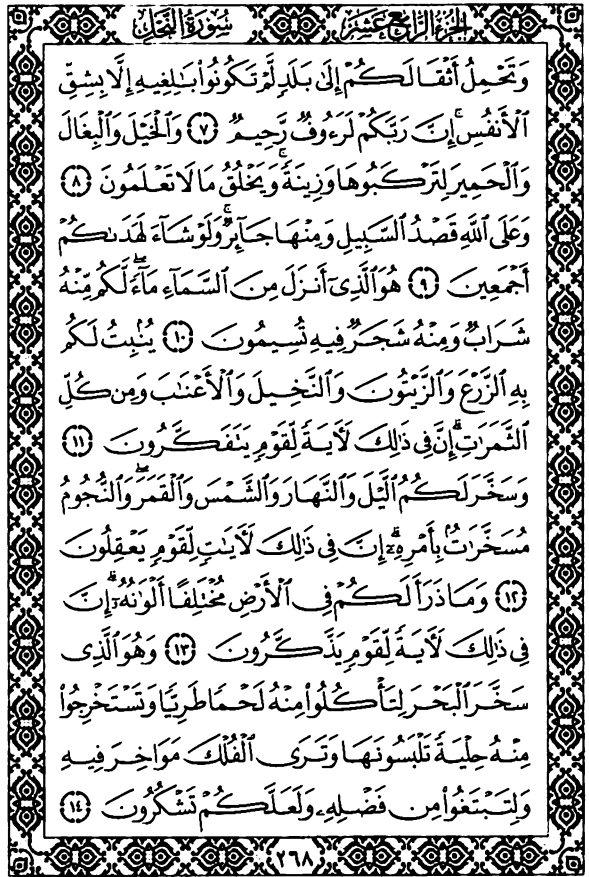 الجزء الرابع عشر سورة النحل
وَتَحْمِلُ أَثْقَالَكُمْ إِلَىٰ بَلَدٍ لَّمْ تَكُونُوا۟ بَٰلِغِيهِ إِلَّا بِشِقِّ
ٱلْأَنفُسِ ۚ إِنَّ رَبَّكُمْ لَرَءُوفٌ رَّحِيمٌ ﴿٧﴾ وَٱلْخَيْلَ وَٱلْبِغَالَ
وَٱلْحَمِيرَ لِتَرْكَبُوهَا وَزِينَةً ۚ وَيَخْلُقُ مَا لَا تَعْلَمُونَ ﴿٨﴾
وَعَلَى ٱللَّهِ قَصْدُ ٱلسَّبِيلِ وَمِنْهَا جَآئِرٌ ۚ وَلَوْ شَآءَ لَهَدَىٰكُمْ
أَجْمَعِينَ ﴿٩﴾ هُوَ ٱلَّذِىٓ أَنزَلَ مِنَ ٱلسَّمَآءِ مَآءً ۖ لَّكُم مِّنْهُ
شَرَابٌ وَمِنْهُ شَجَرٌ فِيهِ تُسِيمُونَ ﴿١٠﴾ يُنۢبِتُ لَكُم
بِهِ ٱلزَّرْعَ وَٱلزَّيْتُونَ وَٱلنَّخِيلَ وَٱلْأَعْنَٰبَ وَمِن كُلِّ
ٱلثَّمَرَٰتِ ۗ إِنَّ فِى ذَٰلِكَ لَءَايَةً لِّقَوْمٍ يَتَفَكَّرُونَ ﴿١١﴾
وَسَخَّرَ لَكُمُ ٱلَّيْلَ وَٱلنَّهَارَ وَٱلشَّمْسَ وَٱلْقَمَرَ ۖ وَٱلنُّجُومُ
مُسَخَّرَٰتٌۢ بِأَمْرِهِۦٓ ۗ إِنَّ فِى ذَٰلِكَ لَءَايَٰتٍ لِّقَوْمٍ يَعْقِلُونَ
﴿١٢﴾ وَمَا ذَرَأَ لَكُمْ فِى ٱلْأَرْضِ مُخْتَلِفًا أَلْوَٰنُهُۥٓ ۗ إِنَّ
فِى ذَٰلِكَ لَءَايَةً لِّقَوْمٍ يَذَّكَّرُونَ ﴿١٣﴾ وَهُوَ ٱلَّذِى
سَخَّرَ ٱلْبَحْرَ لِتَأْكُلُوا۟ مِنْهُ لَحْمًا طَرِيًّا وَتَسْتَخْرِجُوا۟
مِنْهُ حِلْيَةً تَلْبَسُونَهَا وَتَرَى ٱلْفُلْكَ مَوَاخِرَ فِيهِ
وَلِتَبْتَغُوا۟ مِن فَضْلِهِۦ وَلَعَلَّكُمْ تَشْكُرُونَ ﴿١٤﴾
٢٦٨